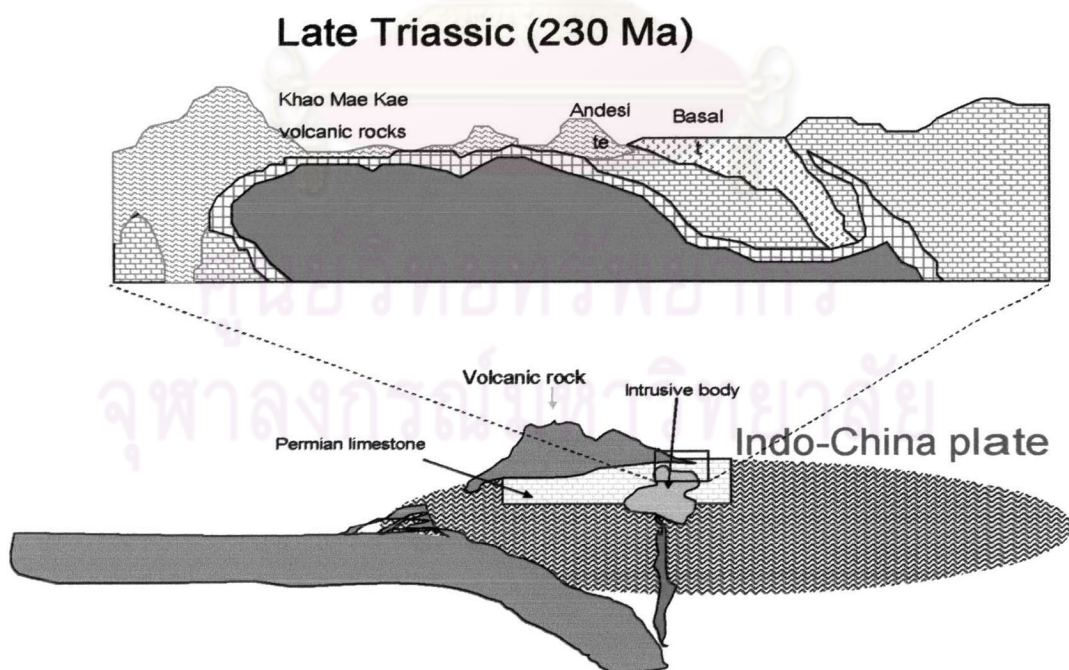 Late Triassic (230 Ma)
Khao Mae Kae
volcanic rocks
Andesi
te
Basal
t
ศูนย์วิทยทรัพยากร
จุฬาลงกรณ์มหาวิทยาลัย
Volcanic rock
Intrusive body
Permian limestone
Indo-China plate